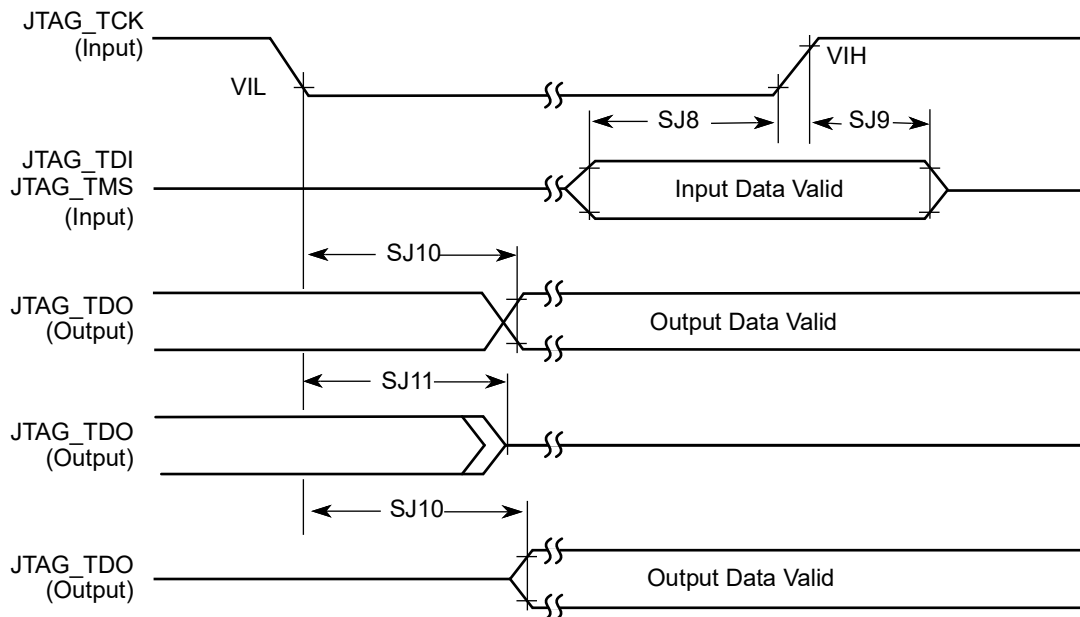 JTAG_TCK
(Input)
VIL
VIH
SJ8
SJ9
JTAG_TDI
JTAG_TMS
(Input)
Input Data Valid
SJ10
JTAG_TDO
(Output)
Output Data Valid
SJ11
JTAG_TDO
(Output)
SJ10
JTAG_TDO
(Output)
Output Data Valid